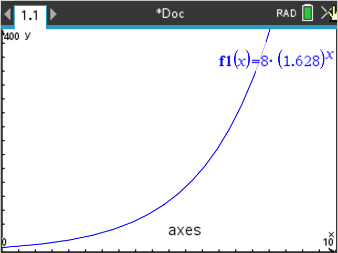 1.1 *Doc RAD
400 y
f1(x)=8·(1.628)^x
axes
0 10 x